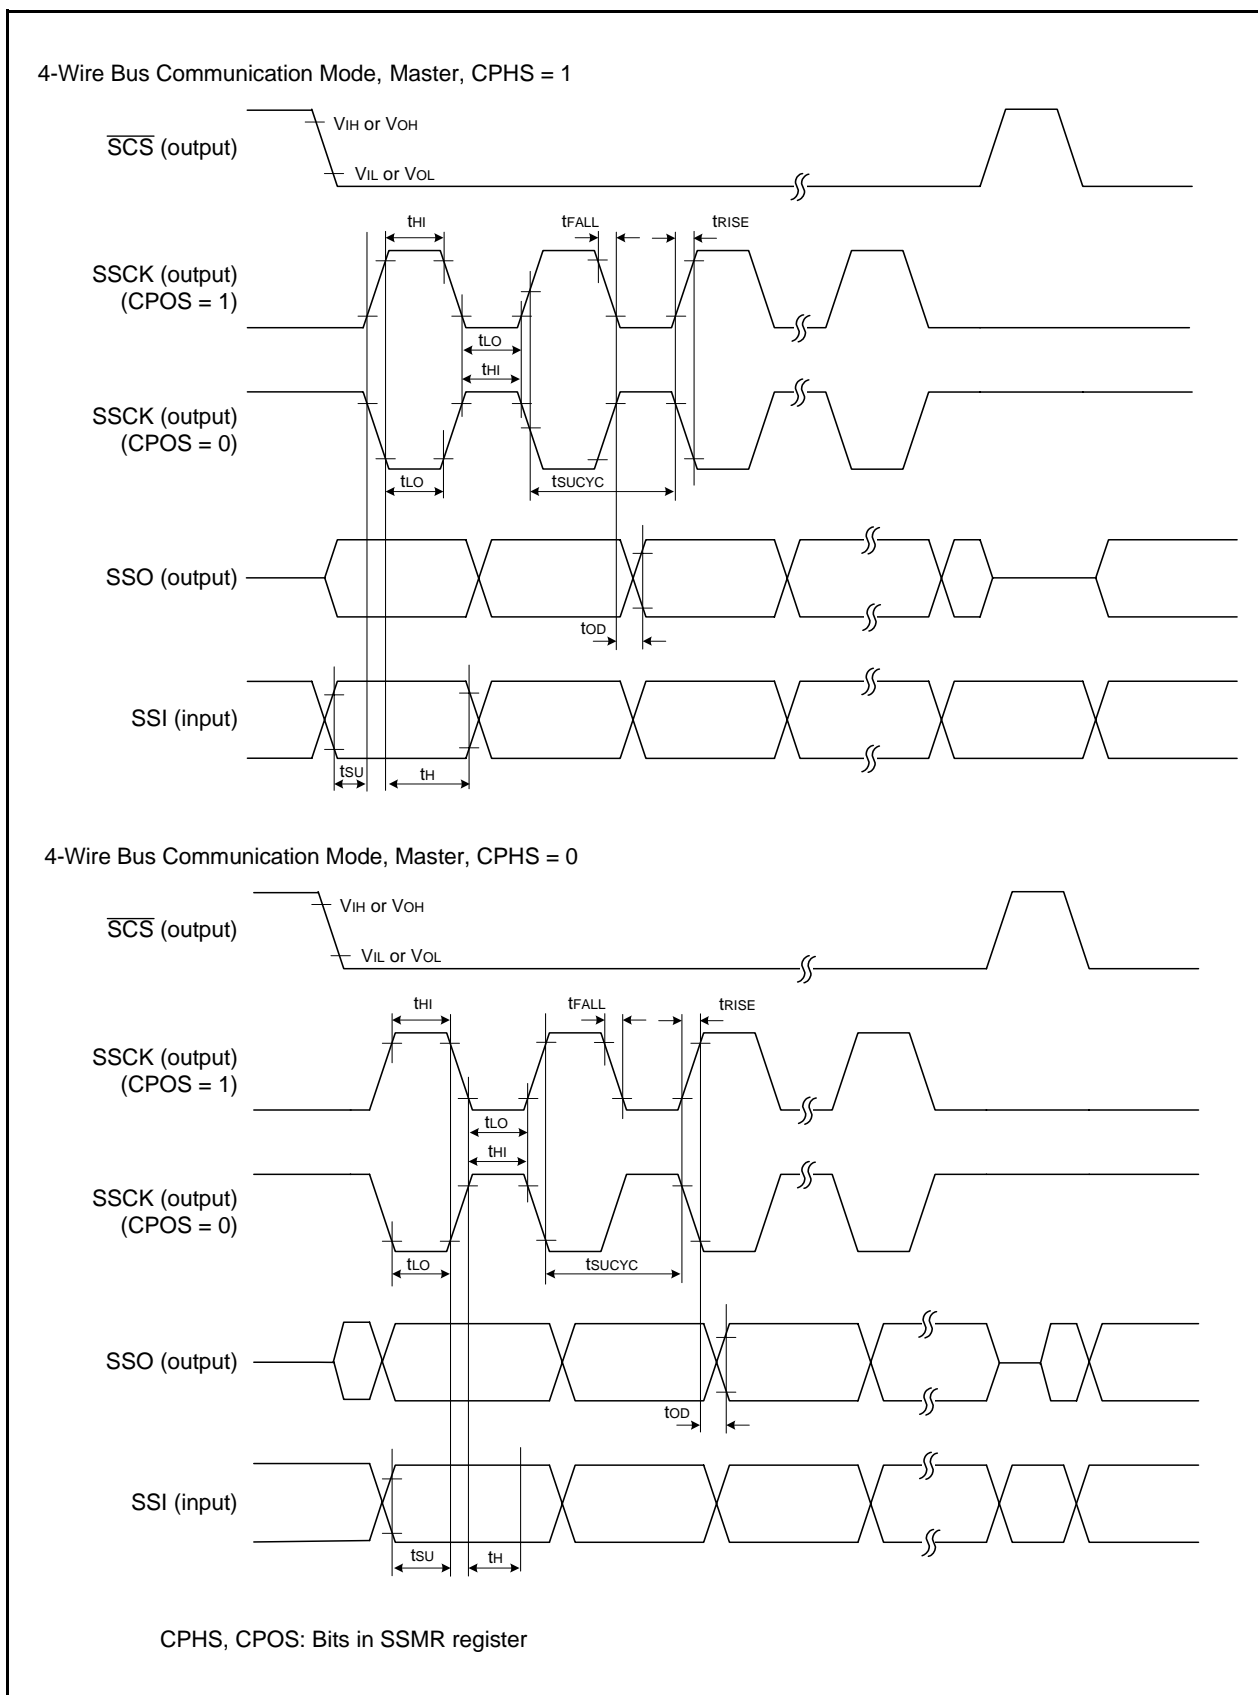 4-Wire Bus Communication Mode, Master, CPHS = 1
SCS (output)
VIH or VOH
VIL or VOL
tHI
tFALL
tRISE
SSCK (output)
(CPOS = 1)
tLO
tHI
SSCK (output)
(CPOS = 0)
tLO
tSUCYC
SSO (output)
tOD
SSI (input)
tSU
tH
4-Wire Bus Communication Mode, Master, CPHS = 0
SCS (output)
VIH or VOH
VIL or VOL
tHI
tFALL
tRISE
SSCK (output)
(CPOS = 1)
tLO
tHI
SSCK (output)
(CPOS = 0)
tLO
tSUCYC
SSO (output)
tOD
SSI (input)
tSU
tH
CPHS, CPOS: Bits in SSMR register